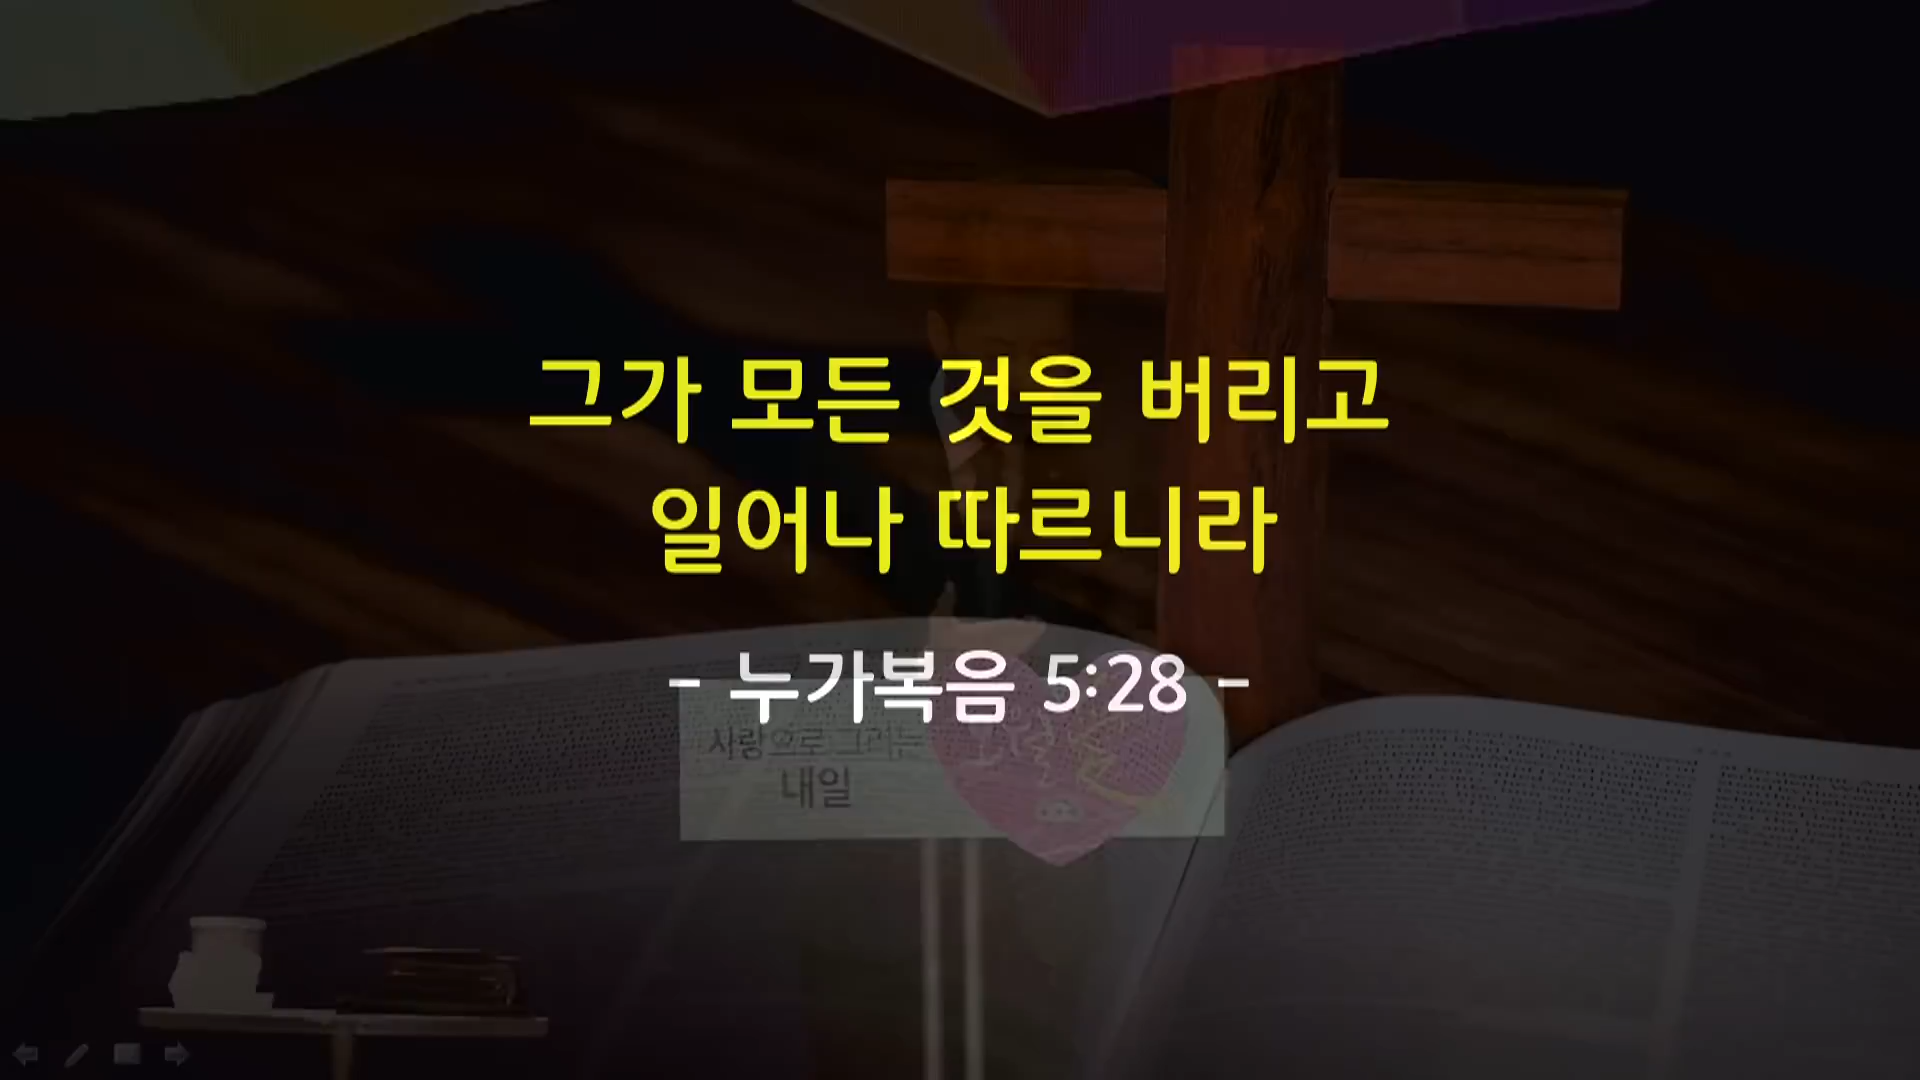 그가 모든 것을 버리고
일어나 따르니라
- 누가복음 5:28 -
사랑으로 그리는
내일